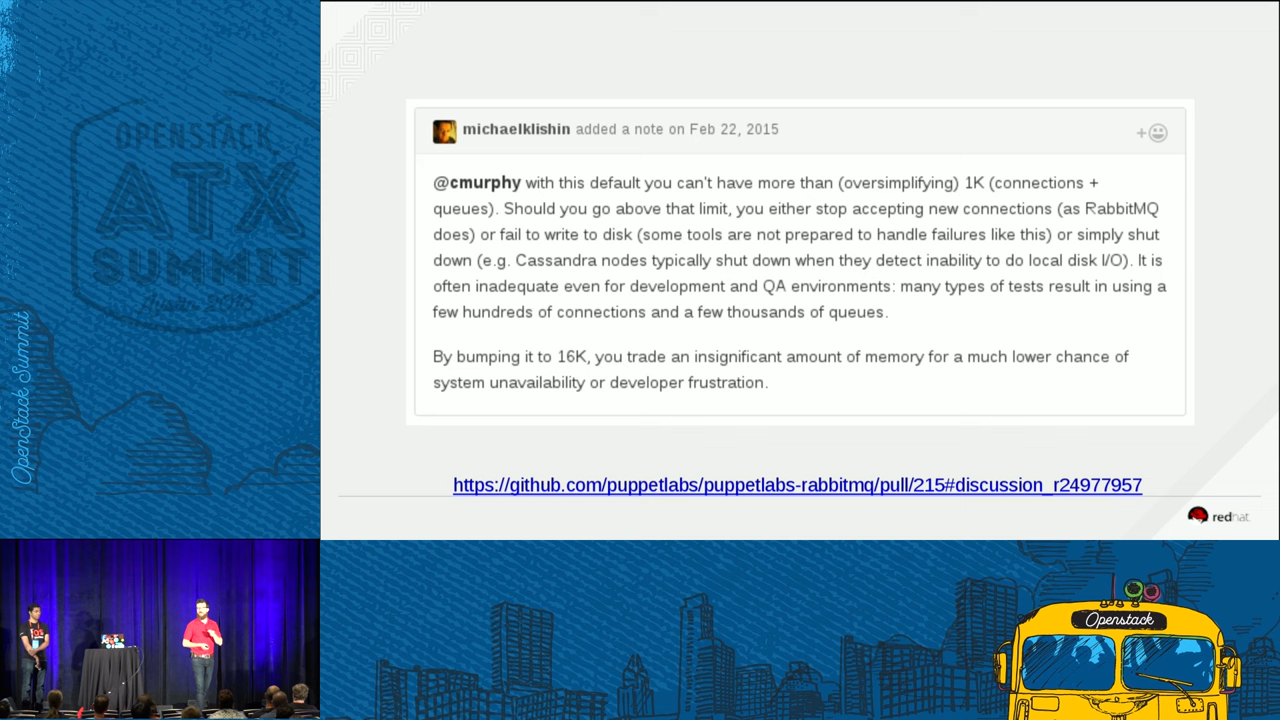 OPENSTACK
ATX
SUMMIT
OpenStack Summit
michaelklishin added a note on Feb 22, 2015
@cmurphy with this default you can't have more than (oversimplifying) 1K (connections +
queues). Should you go above that limit, you either stop accepting new connections (as RabbitMQ
does) or fail to write to disk (some tools are not prepared to handle failures like this) or simply shut
down (e.g. Cassandra nodes typically shut down when they detect inability to do local disk I/O). It is
often inadequate even for development and QA environments: many types of tests result in using a
few hundreds of connections and a few thousands of queues.
By bumping it to 16K, you trade an insignificant amount of memory for a much lower chance of
system unavailability or developer frustration.
https://github.com/puppetlabs/puppetlabs-rabbitmq/pull/215#discussion_r24977957
redhat.
Openstack